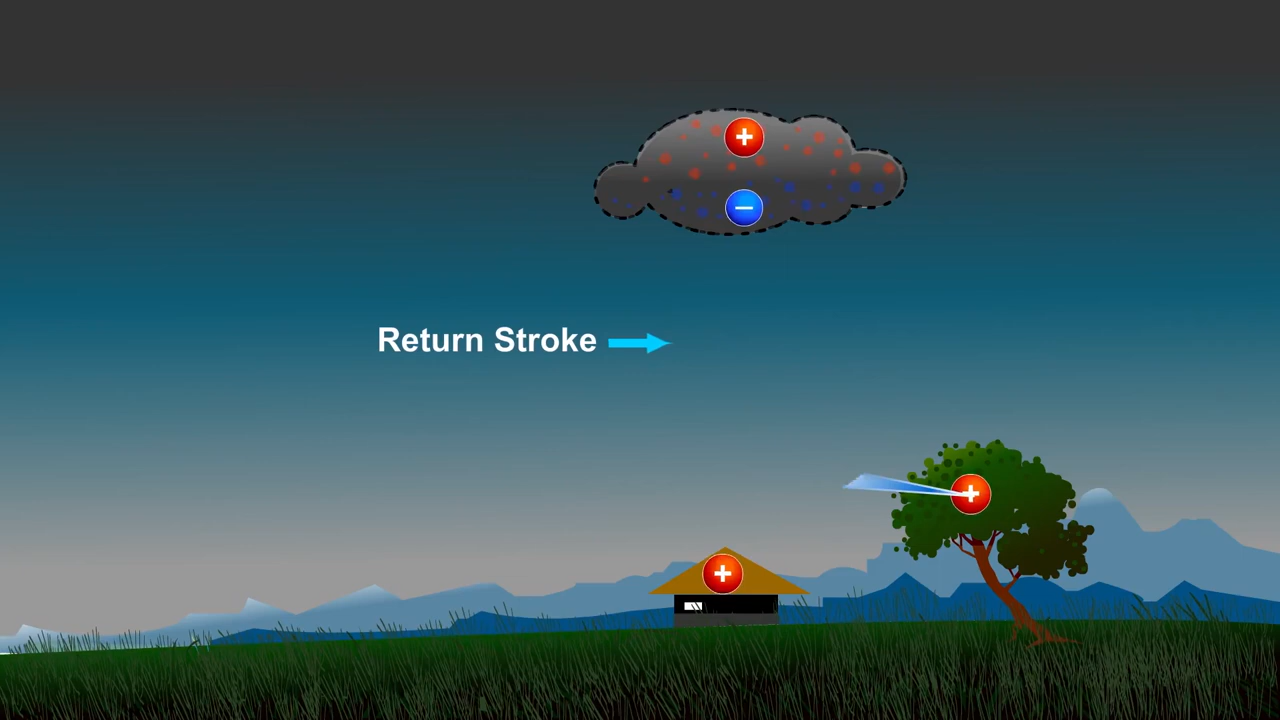 +
−
Return Stroke
+
+